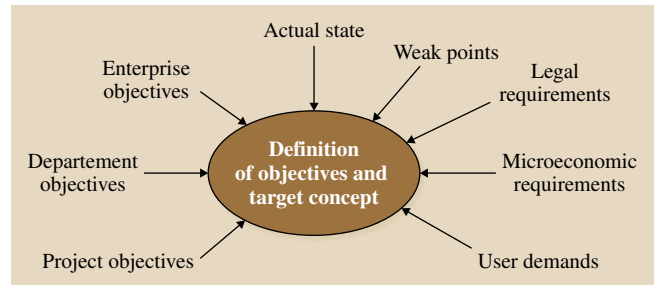 Actual state
Weak points
Enterprise
objectives
Legal
requirements
Departement
objectives
Definition
of objectives and
target concept
Microeconomic
requirements
Project objectives
User demands